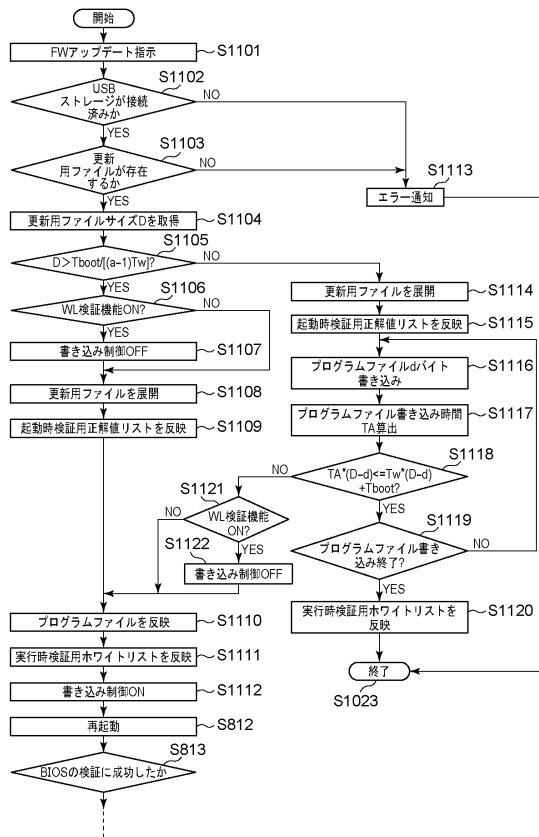 開始
FWアップデート指示
S1101
USB
ストレージが接続
済みか
S1102
NO
YES
更新
用ファイルが存在
するか
S1103
NO
YES
エラー通知
S1113
更新用ファイルサイズDを取得
S1104
D>Tboot/[(a-1)Tw]?
S1105
NO
YES
WL検証機能ON?
S1106
NO
YES
書き込み制御OFF
S1107
更新用ファイルを展開
S1108
起動時検証用正解値リストを反映
S1109
更新用ファイルを展開
S1114
起動時検証用正解値リストを反映
S1115
プログラムファイルdバイト
書き込み
S1116
プログラムファイル書き込み時間
TA算出
S1117
TA*(D-d)<=Tw*(D-d)
+Tboot?
S1118
NO
YES
WL検証機能
ON?
S1121
NO
YES
書き込み制御OFF
S1122
プログラムファイル書き
込み終了?
S1119
NO
YES
実行時検証用ホワイトリストを
反映
S1120
終了
S1023
プログラムファイルを反映
S1110
実行時検証用ホワイトリストを反映
S1111
書き込み制御ON
S1112
再起動
S812
BIOSの検証に成功したか
S813